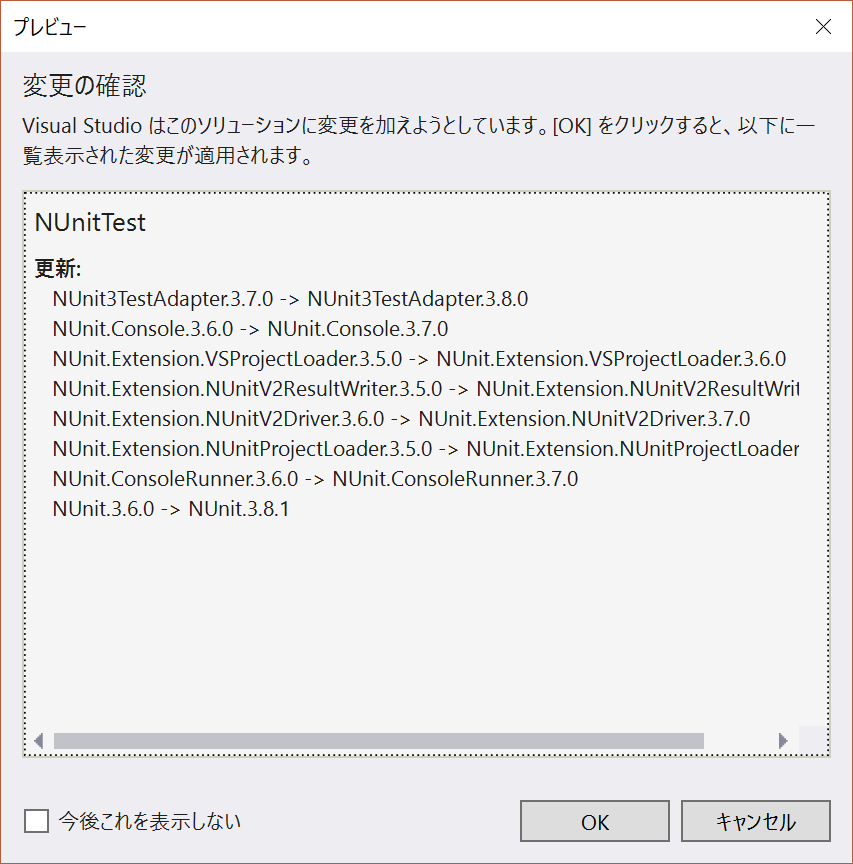 プレビュー
変更の確認
Visual Studio はこのソリューションに変更を加えようとしています。[OK] をクリックすると、以下に一
覧表示された変更が適用されます。
NUnitTest
更新:
NUnit3TestAdapter.3.7.0 -> NUnit3TestAdapter.3.8.0
NUnit.Console.3.6.0 -> NUnit.Console.3.7.0
NUnit.Extension.VSProjectLoader.3.5.0 -> NUnit.Extension.VSProjectLoader.3.6.0
NUnit.Extension.NUnitV2ResultWriter.3.5.0 -> NUnit.Extension.NUnitV2ResultWrit
NUnit.Extension.NUnitV2Driver.3.6.0 -> NUnit.Extension.NUnitV2Driver.3.7.0
NUnit.Extension.NUnitProjectLoader.3.5.0 -> NUnit.Extension.NUnitProjectLoader
NUnit.ConsoleRunner.3.6.0 -> NUnit.ConsoleRunner.3.7.0
NUnit.3.6.0 -> NUnit.3.8.1
今後これを表示しない
OK
キャンセル